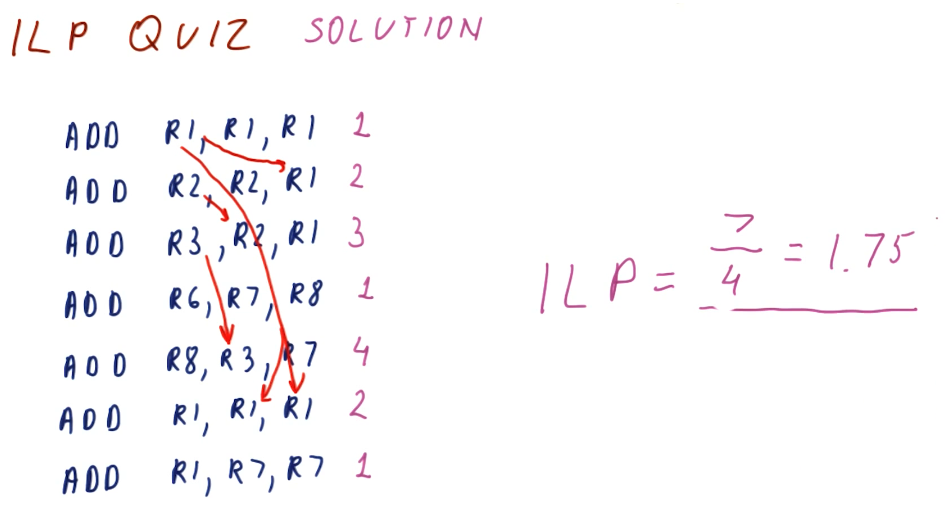 ILP QUIZ SOLUTION
ADD R1, R1, R1 1
ADD R2, R2, R1 2
ADD R3, R2, R1 3
ADD R6, R7, R8 1
ADD R8, R3, R7 4
ADD R1, R1, R1 2
ADD R1, R7, R7 1
ILP = 7/4 = 1.75